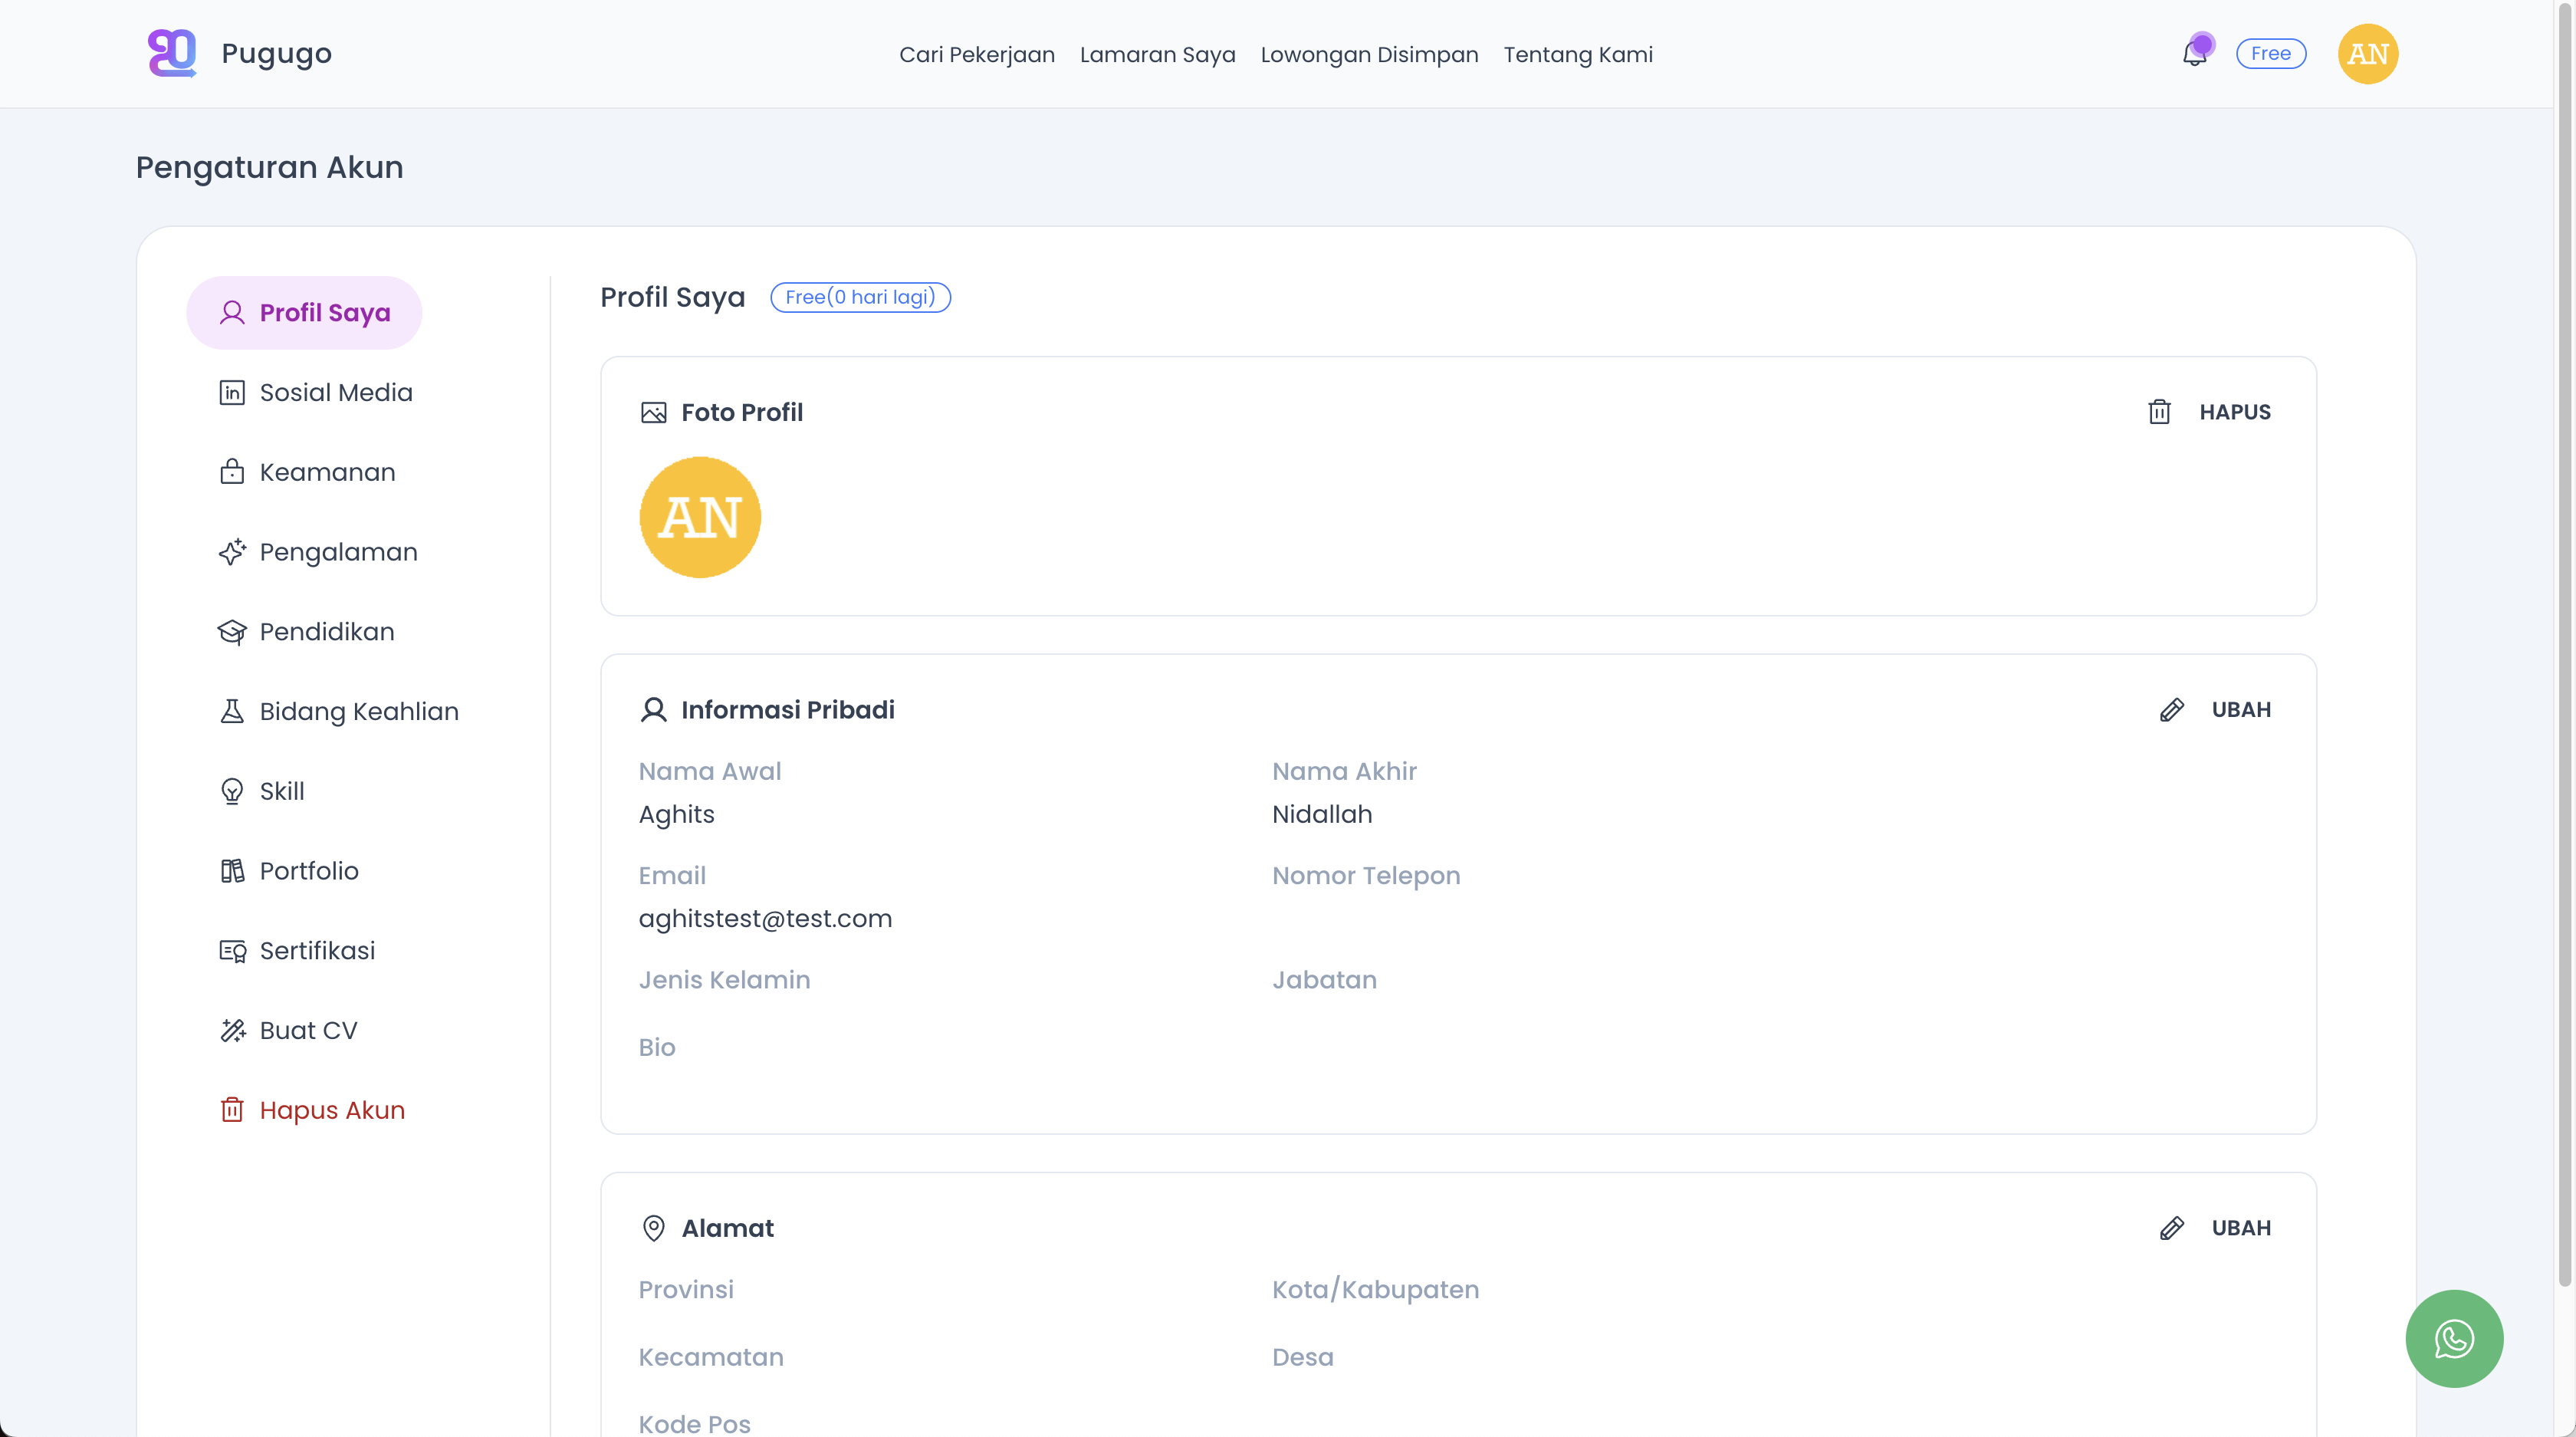 Pugugo
Cari Pekerjaan Lamaran Saya Lowongan Disimpan Tentang Kami
Free
AN
Pengaturan Akun
Profil Saya
Sosial Media
Keamanan
Pengalaman
Pendidikan
Bidang Keahlian
Skill
Portfolio
Sertifikasi
Buat CV
Hapus Akun
Profil Saya Free(0 hari lagi)
Foto Profil HAPUS
AN
Informasi Pribadi UBAH
Nama Awal Nama Akhir
Aghits Nidallah
Email Nomor Telepon
aghitstest@test.com
Jenis Kelamin Jabatan
Bio
Alamat UBAH
Provinsi Kota/Kabupaten
Kecamatan Desa
Kode Pos